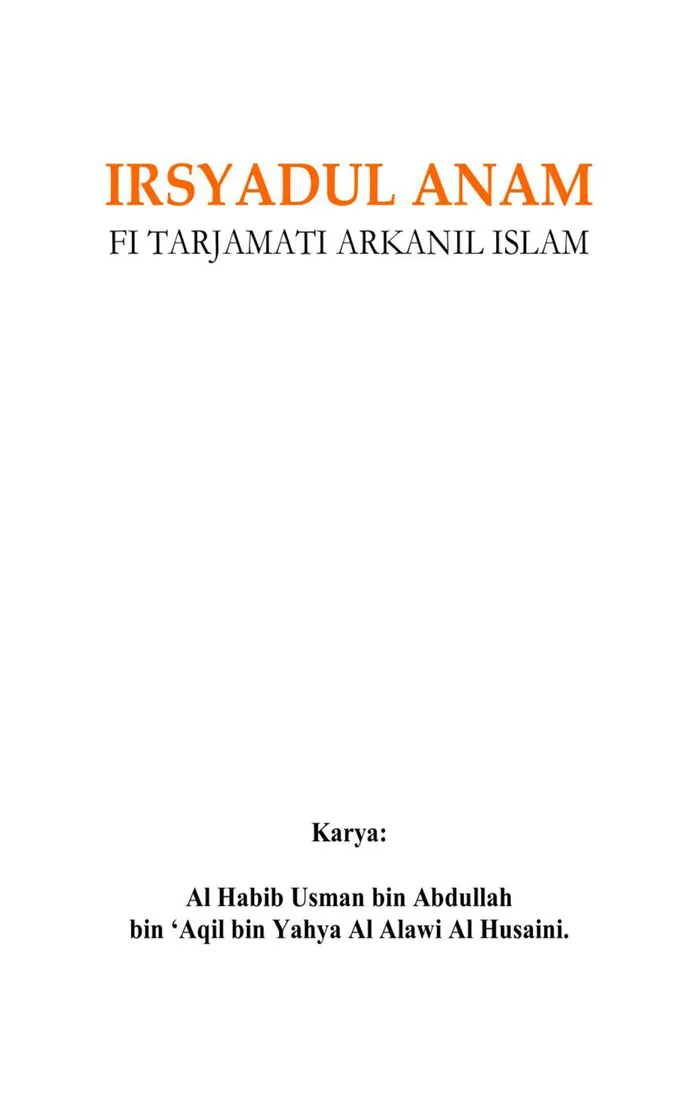 IRSYADUL ANAM
FI TARJAMATI ARKANIL ISLAM
Karya:
Al Habib Usman bin Abdullah
bin ‘Aqil bin Yahya Al Alawi Al Husaini.